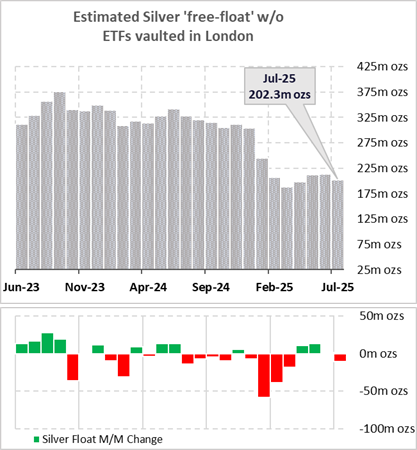 Estimated Silver 'free-float' w/o
ETFs vaulted in London
425m ozs
Jul-25
202.3m ozs
375m ozs
325m ozs
275m ozs
225m ozs
175m ozs
125m ozs
75m ozs
25m ozs
Jun-23 Nov-23 Apr-24 Sep-24 Feb-25 Jul-25
50m ozs
0m ozs
-50m ozs
-100m ozs
Silver Float M/M Change